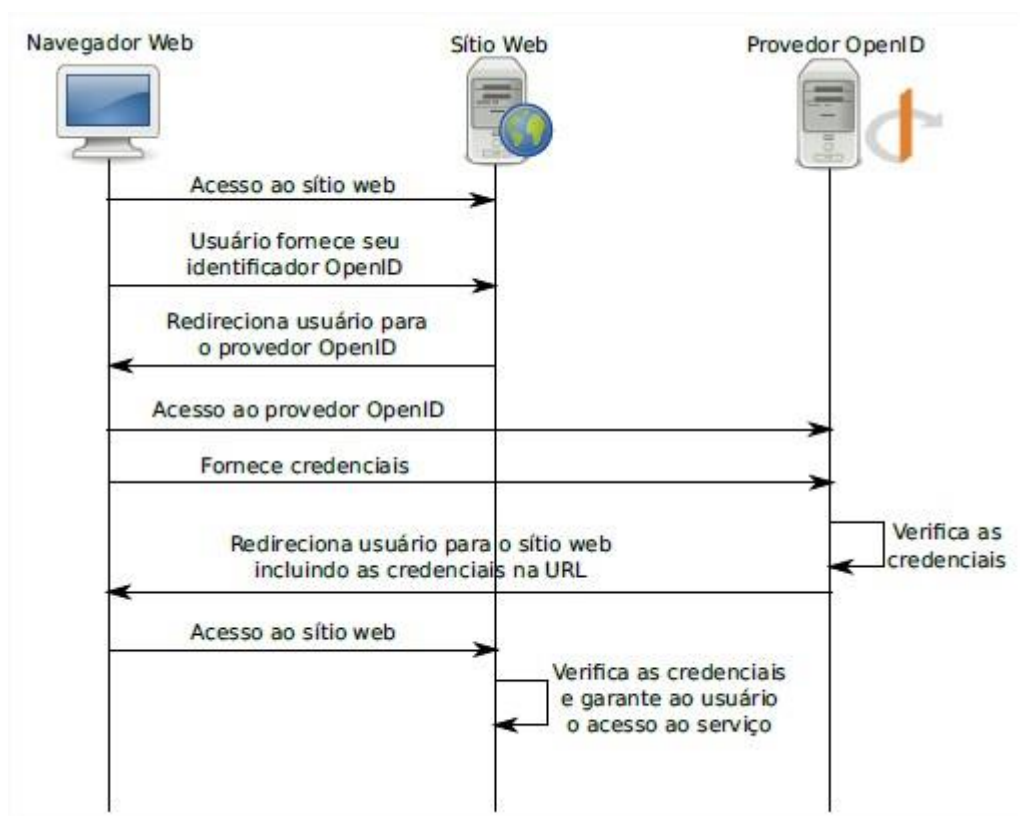 Navegador Web
Sítio Web
Provedor OpenID
Acesso ao sítio web
Usuário fornece seu
identificador OpenID
Redireciona usuário para
o provedor OpenID
Acesso ao provedor OpenID
Fornece credenciais
Verifica as
credenciais
Redireciona usuário para o sítio web
incluindo as credenciais na URL
Acesso ao sítio web
Verifica as credenciais
e garante ao usuário
o acesso ao serviço